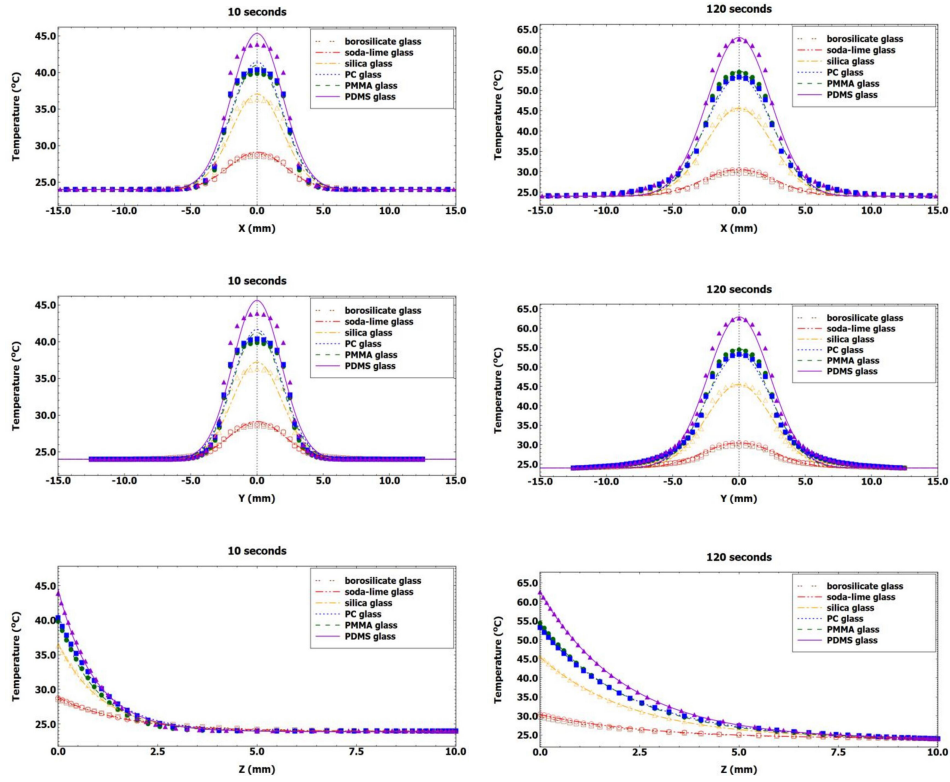 10 seconds
45.0
40.0
35.0
30.0
25.0
Temperature (°C)
borosilicate glass
soda-lime glass
silica glass
PC glass
PMMA glass
PDMS glass
-15.0 -10.0 -5.0 0.0 5.0 10.0 15.0
X (mm)
120 seconds
65.0
60.0
55.0
50.0
45.0
40.0
35.0
30.0
25.0
Temperature (°C)
borosilicate glass
soda-lime glass
silica glass
PC glass
PMMA glass
PDMS glass
-15.0 -10.0 -5.0 0.0 5.0 10.0 15.0
X (mm)
10 seconds
45.0
40.0
35.0
30.0
25.0
Temperature (°C)
borosilicate glass
soda-lime glass
silica glass
PC glass
PMMA glass
PDMS glass
-15.0 -10.0 -5.0 0.0 5.0 10.0 15.0
Y (mm)
120 seconds
65.0
60.0
55.0
50.0
45.0
40.0
35.0
30.0
25.0
Temperature (°C)
borosilicate glass
soda-lime glass
silica glass
PC glass
PMMA glass
PDMS glass
-15.0 -10.0 -5.0 0.0 5.0 10.0 15.0
Y (mm)
10 seconds
45.0
40.0
35.0
30.0
25.0
Temperature (°C)
borosilicate glass
soda-lime glass
silica glass
PC glass
PMMA glass
PDMS glass
0.0 2.5 5.0 7.5 10.0
Z (mm)
120 seconds
65.0
60.0
55.0
50.0
45.0
40.0
35.0
30.0
25.0
Temperature (°C)
borosilicate glass
soda-lime glass
silica glass
PC glass
PMMA glass
PDMS glass
0.0 2.5 5.0 7.5 10.0
Z (mm)